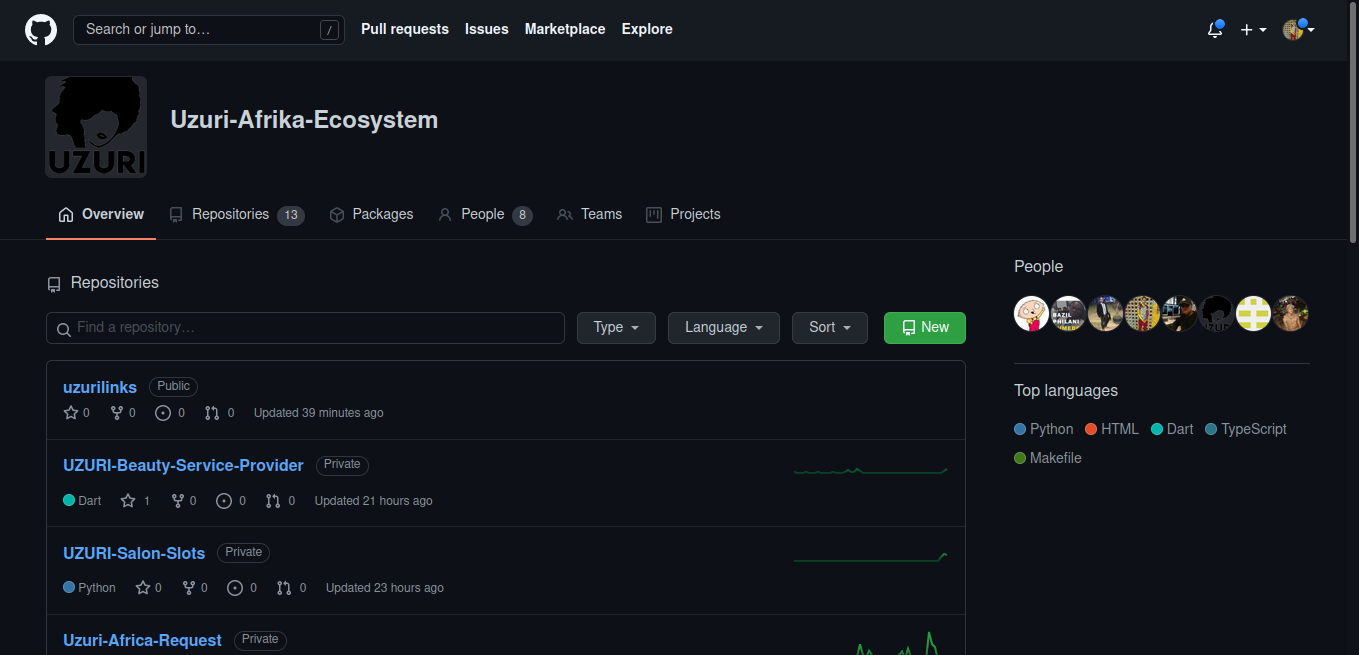 Search or jump to… /
Pull requests Issues Marketplace Explore
UZURI
Uzuri-Afrika-Ecosystem
Overview Repositories 13 Packages People 8 Teams Projects
Repositories
Find a repository…
Type Language Sort New
uzurilinks Public
0 0 0 0 Updated 39 minutes ago
UZURI-Beauty-Service-Provider Private
Dart 1 0 0 0 Updated 21 hours ago
UZURI-Salon-Slots Private
Python 0 0 0 0 Updated 23 hours ago
Uzuri-Africa-Request Private
People
BAZIL
Top languages
Python HTML Dart TypeScript
Makefile